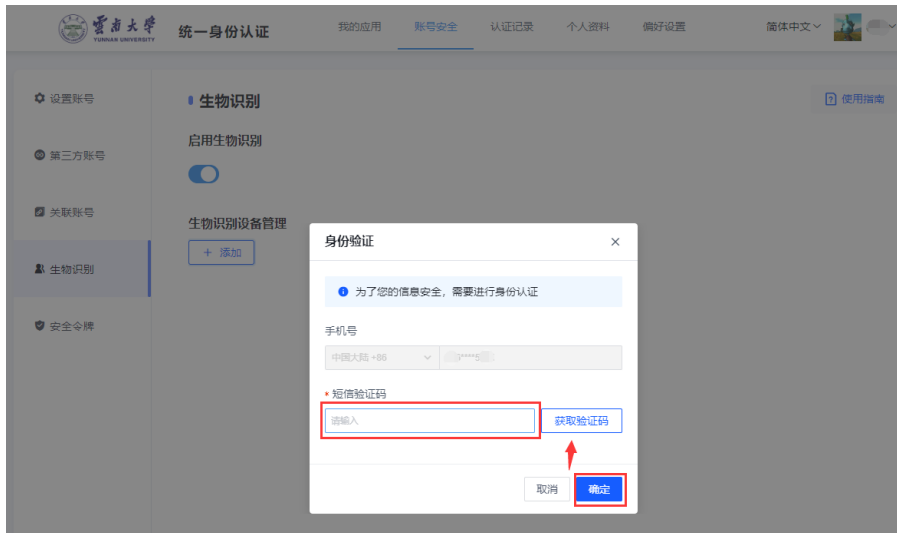 雲南大學
YUNNAN UNIVERSITY
统一身份认证
我的应用
账号安全
认证记录
个人资料
偏好设置
简体中文
设置账号
第三方账号
关联账号
生物识别
安全令牌
生物识别
使用指南
启用生物识别
生物识别设备管理
+ 添加
身份验证
为了您的信息安全，需要进行身份认证
手机号
中国大陆 +86
****5
* 短信验证码
请输入
获取验证码
取消
确定